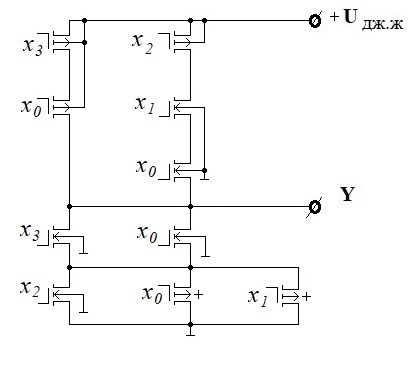 + U дж.ж
x3 x2
x0 x1
x0
Y
x3 x0
x2 x0 + x1 +